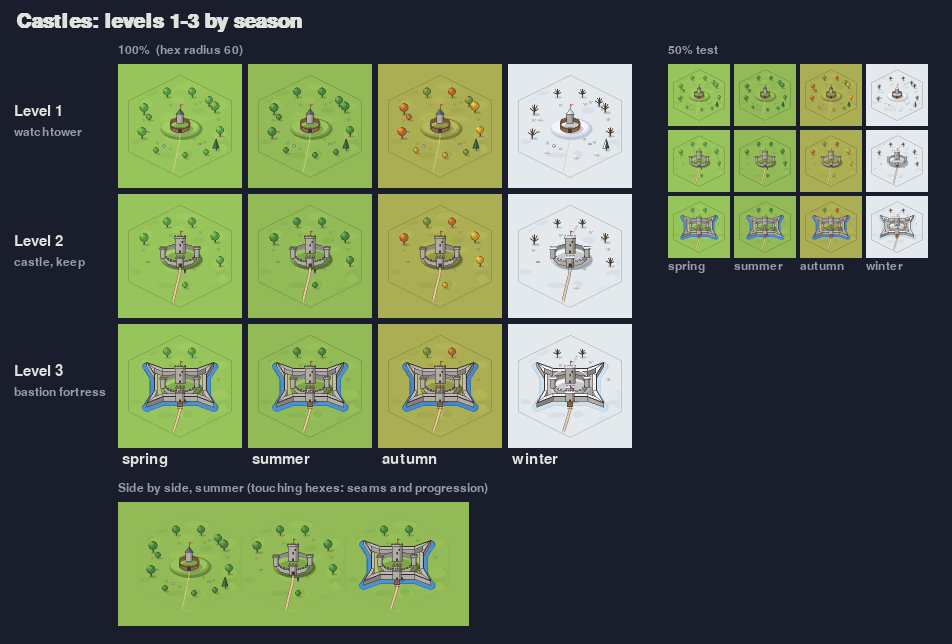 Castles: levels 1-3 by season
100% (hex radius 60)
50% test
Level 1
watchtower
Level 2
castle, keep
Level 3
bastion fortress
spring
summer
autumn
winter
spring
summer
autumn
winter
Side by side, summer (touching hexes: seams and progression)